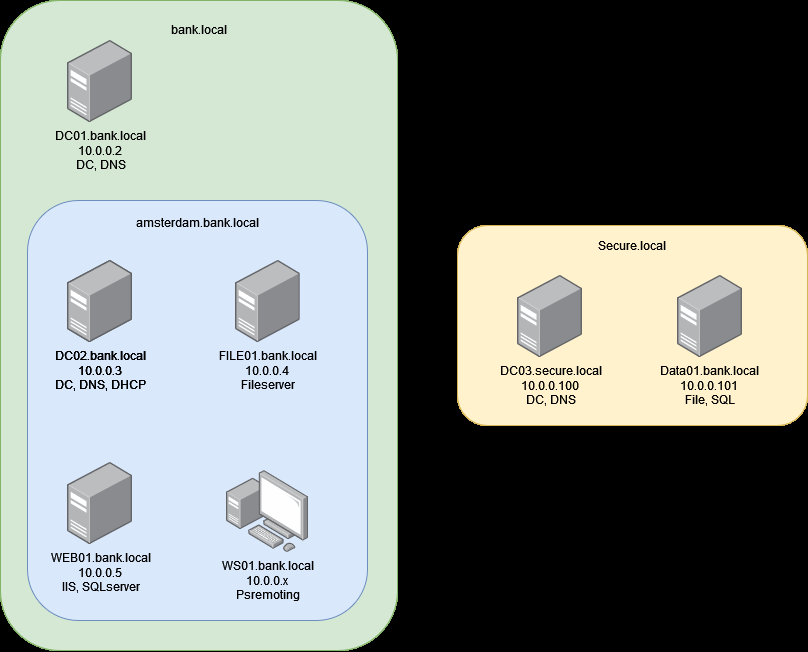 bank.local
DC01.bank.local
10.0.0.2
DC, DNS
amsterdam.bank.local
DC02.bank.local
10.0.0.3
DC, DNS, DHCP
FILE01.bank.local
10.0.0.4
Fileserver
WEB01.bank.local
10.0.0.5
IIS, SQLserver
WS01.bank.local
10.0.0.x
Psremoting
Secure.local
DC03.secure.local
10.0.0.100
DC, DNS
Data01.bank.local
10.0.0.101
File, SQL